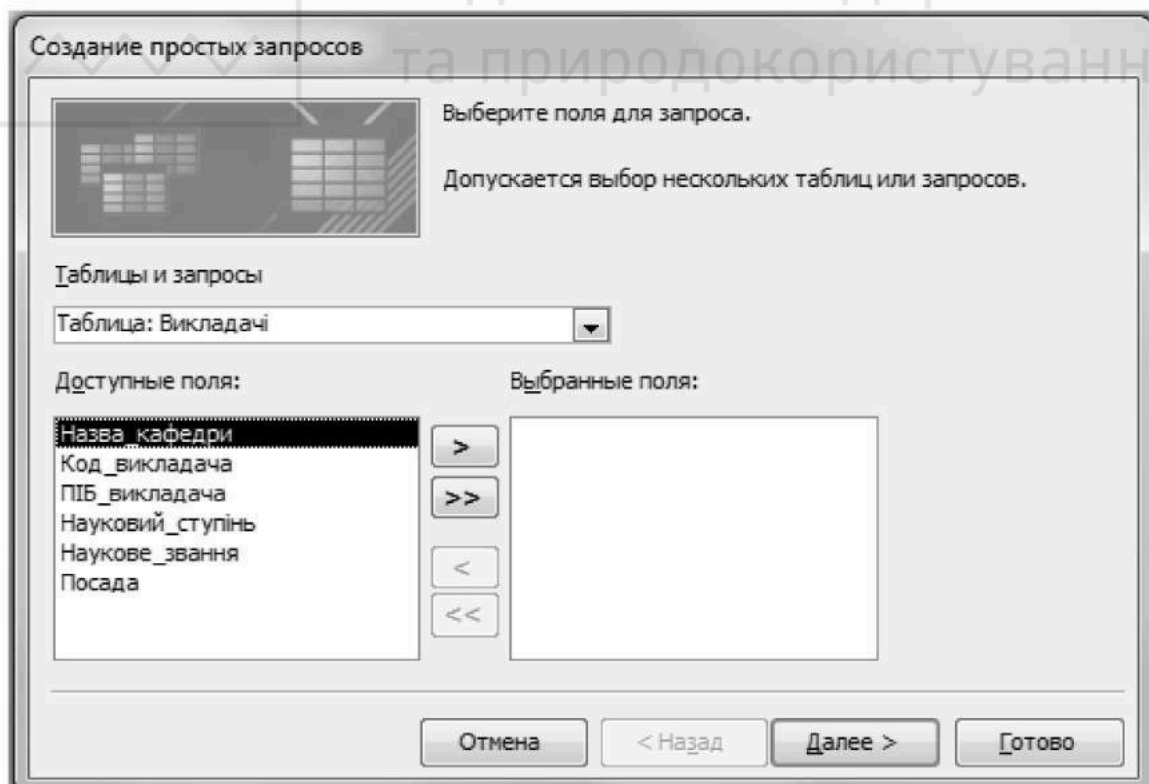 Создание простых запросов
та природокористуванн
Выберите поля для запроса.
Допускается выбор нескольких таблиц или запросов.
Таблицы и запросы
Таблица: Викладачі
Доступные поля:
Выбранные поля:
Назва_кафедри
Код_викладача
ПІБ_викладача
Науковий_ступінь
Наукове_звання
Посада
>
>>
<
<<
Отмена
< Назад
Далее >
Готово